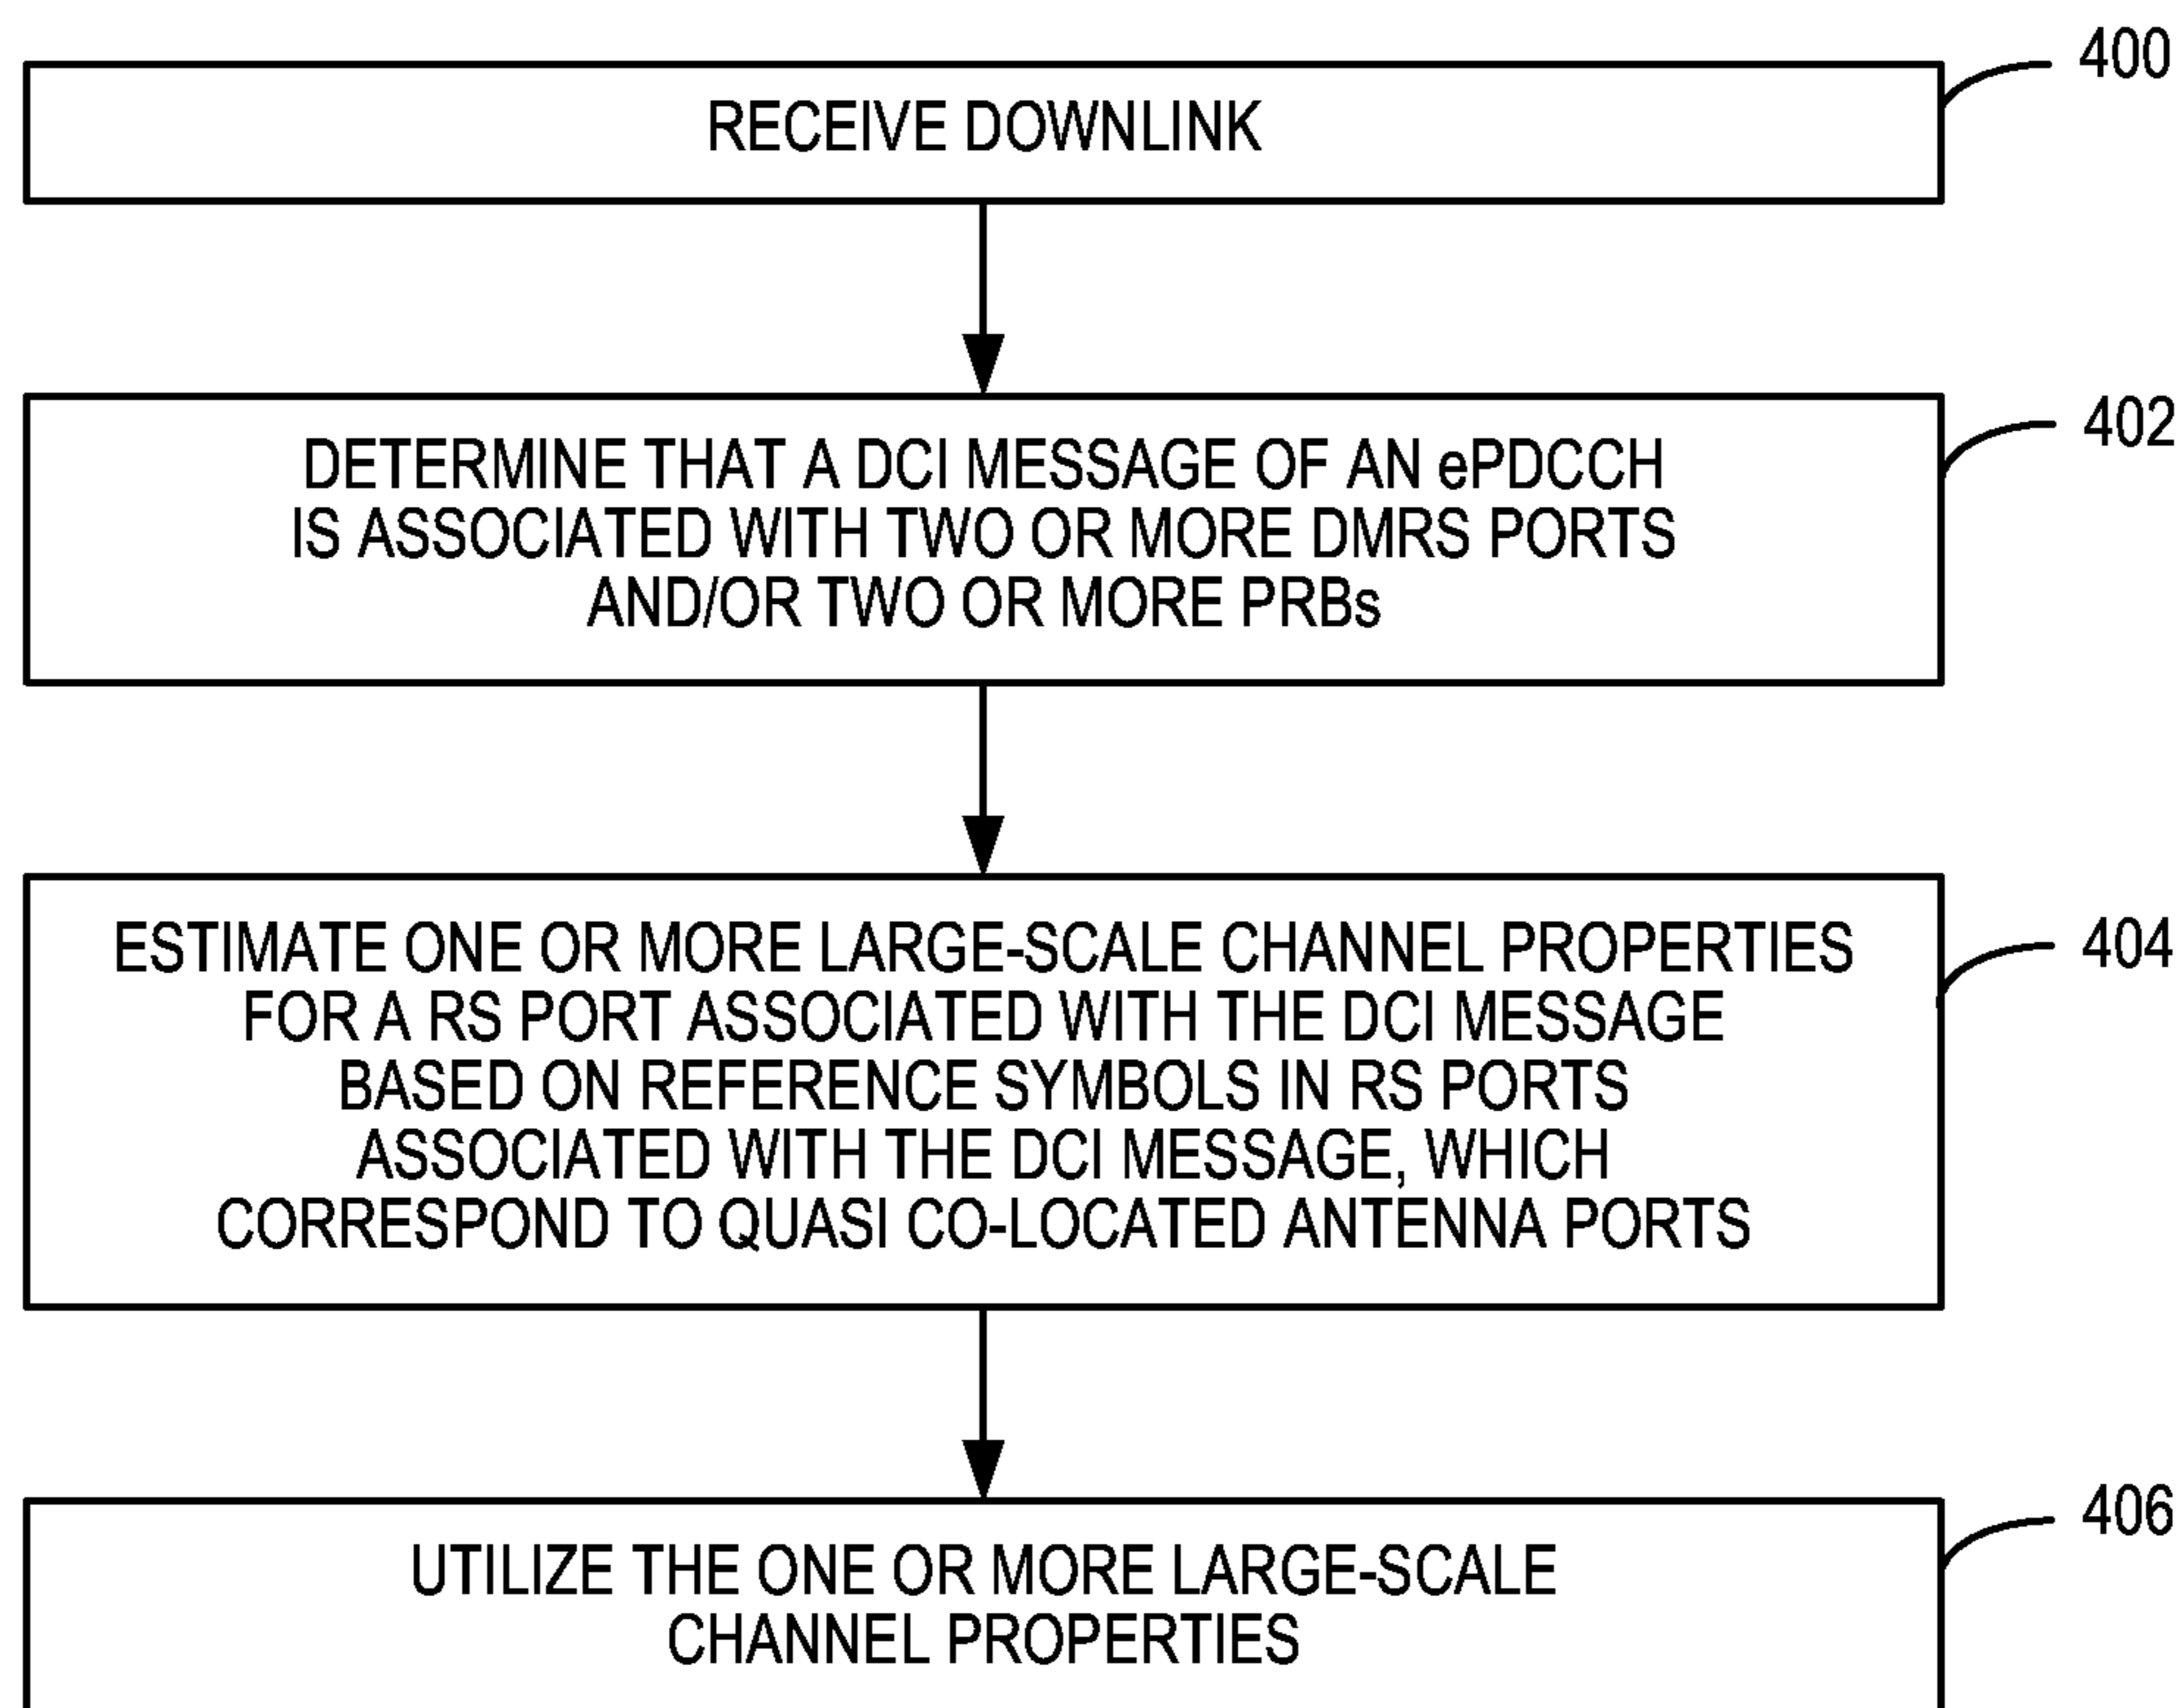 400
RECEIVE DOWNLINK
402
DETERMINE THAT A DCI MESSAGE OF AN ePDCCH
IS ASSOCIATED WITH TWO OR MORE DMRS PORTS
AND/OR TWO OR MORE PRBs
404
ESTIMATE ONE OR MORE LARGE-SCALE CHANNEL PROPERTIES
FOR A RS PORT ASSOCIATED WITH THE DCI MESSAGE
BASED ON REFERENCE SYMBOLS IN RS PORTS
ASSOCIATED WITH THE DCI MESSAGE, WHICH
CORRESPOND TO QUASI CO-LOCATED ANTENNA PORTS
406
UTILIZE THE ONE OR MORE LARGE-SCALE
CHANNEL PROPERTIES